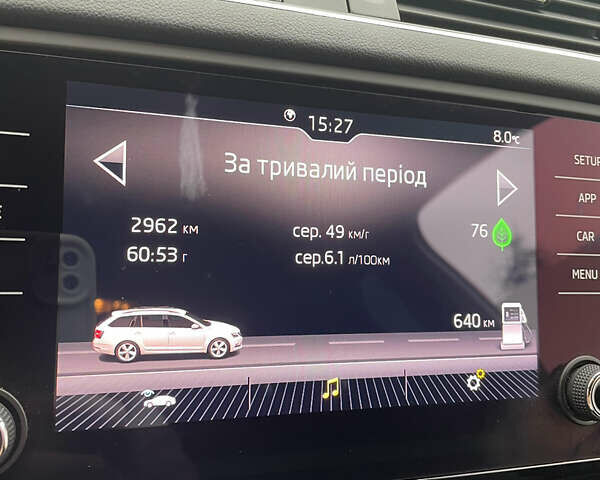 15:27
8.0°C
За тривалий період
2962 км
60:53 г
сер. 49 км/г
сер.6.1 л/100км
76
640 км
SETUP
APP
CAR
MENU